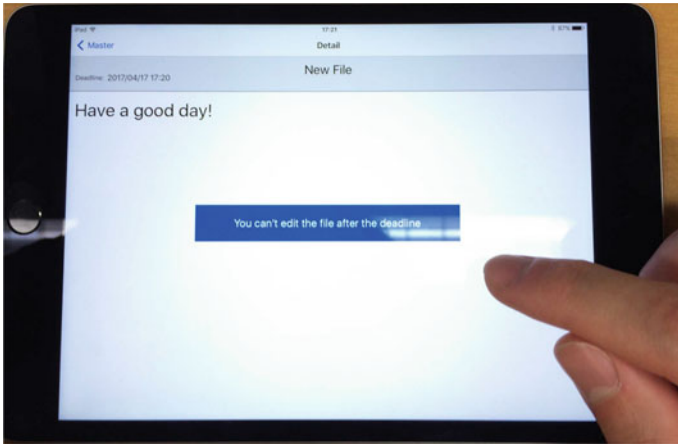 iPad 17:21 87%
Master Detail
New File
Deadline: 2017/04/17 17:20
Have a good day!
You can't edit the file after the deadline